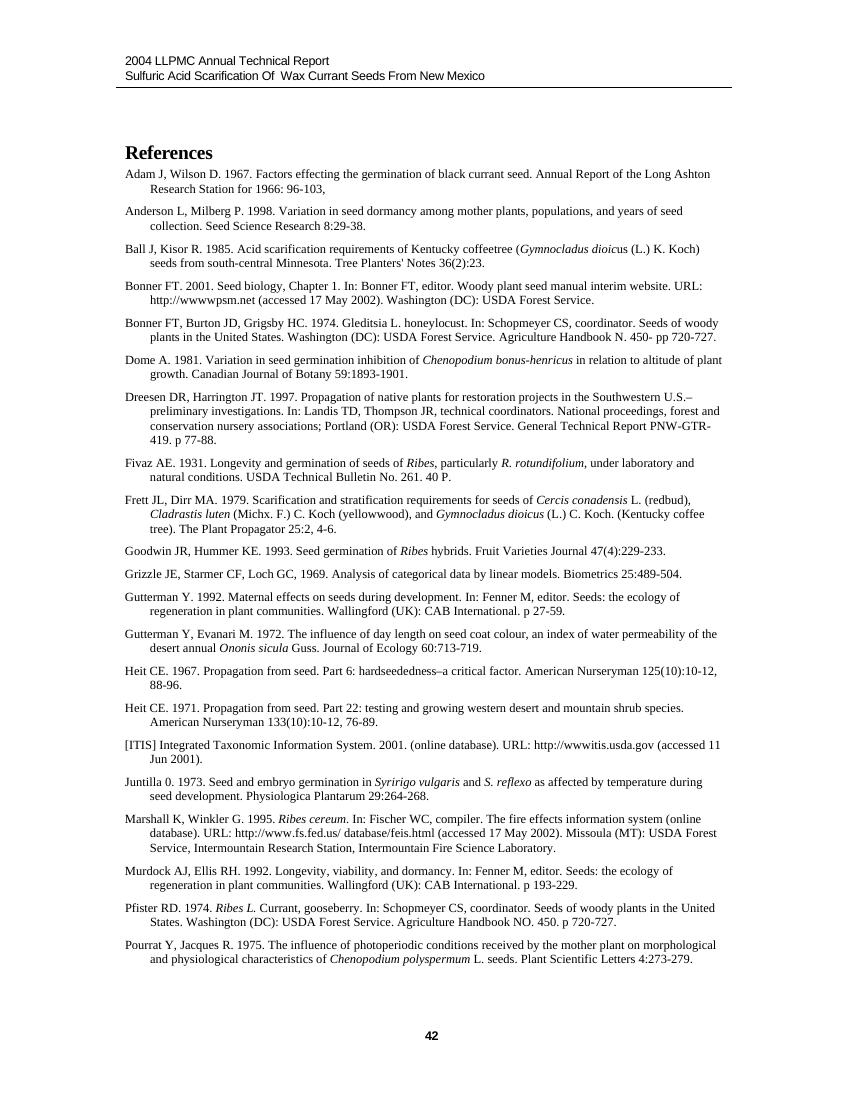 2004 LLPMC Annual Technical Report
Sulfuric Acid Scarification Of  Wax Currant Seeds From New Mexico
References
Adam J, Wilson D. 1967. Factors effecting the germination of black currant seed. Annual Report of the Long Ashton
Research Station for 1966: 96-103,
Anderson L, Milberg P. 1998. Variation in seed dormancy among mother plants, populations, and years of seed
collection. Seed Science Research 8:29-38.
Ball J, Kisor R. 1985. Acid scarification requirements of Kentucky coffeetree (Gymnocladus dioicus (L.) K. Koch)
seeds from south-central Minnesota. Tree Planters' Notes 36(2):23.
Bonner FT. 2001. Seed biology, Chapter 1. In: Bonner FT, editor. Woody plant seed manual interim website. URL:
http://wwwwpsm.net (accessed 17 May 2002). Washington (DC): USDA Forest Service.
Bonner FT, Burton JD, Grigsby HC. 1974. Gleditsia L. honeylocust. In: Schopmeyer CS, coordinator. Seeds of woody
plants in the United States. Washington (DC): USDA Forest Service. Agriculture Handbook N. 450- pp 720-727.
Dome A. 1981. Variation in seed germination inhibition of Chenopodium bonus-henricus in relation to altitude of plant
growth. Canadian Journal of Botany 59:1893-1901.
Dreesen DR, Harrington JT. 1997. Propagation of native plants for restoration projects in the Southwestern U.S.–
preliminary investigations. In: Landis TD, Thompson JR, technical coordinators. National proceedings, forest and
conservation nursery associations; Portland (OR): USDA Forest Service. General Technical Report PNW-GTR-
419. p 77-88.
Fivaz AE. 1931. Longevity and germination of seeds of Ribes, particularly R. rotundifolium, under laboratory and
natural conditions. USDA Technical Bulletin No. 261. 40 P.
Frett JL, Dirr MA. 1979. Scarification and stratification requirements for seeds of Cercis conadensis L. (redbud),
Cladrastis luten (Michx. F.) C. Koch (yellowwood), and Gymnocladus dioicus (L.) C. Koch. (Kentucky coffee
tree). The Plant Propagator 25:2, 4-6.
Goodwin JR, Hummer KE. 1993. Seed germination of Ribes hybrids. Fruit Varieties Journal 47(4):229-233.
Grizzle JE, Starmer CF, Loch GC, 1969. Analysis of categorical data by linear models. Biometrics 25:489-504.
Gutterman Y. 1992. Maternal effects on seeds during development. In: Fenner M, editor. Seeds: the ecology of
regeneration in plant communities. Wallingford (UK): CAB International. p 27-59.
Gutterman Y, Evanari M. 1972. The influence of day length on seed coat colour, an index of water permeability of the
desert annual Ononis sicula Guss. Journal of Ecology 60:713-719.
Heit CE. 1967. Propagation from seed. Part 6: hardseededness–a critical factor. American Nurseryman 125(10):10-12,
88-96.
Heit CE. 1971. Propagation from seed. Part 22: testing and growing western desert and mountain shrub species.
American Nurseryman 133(10):10-12, 76-89.
[ITIS] Integrated Taxonomic Information System. 2001. (online database). URL: http://wwwitis.usda.gov (accessed 11
Jun 2001).
Juntilla 0. 1973. Seed and embryo germination in Syririgo vulgaris and S. reflexo as affected by temperature during
seed development. Physiologica Plantarum 29:264-268.
Marshall K, Winkler G. 1995. Ribes cereum. In: Fischer WC, compiler. The fire effects information system (online
database). URL: http://www.fs.fed.us/ database/feis.html (accessed 17 May 2002). Missoula (MT): USDA Forest
Service, Intermountain Research Station, Intermountain Fire Science Laboratory.
Murdock AJ, Ellis RH. 1992. Longevity, viability, and dormancy. In: Fenner M, editor. Seeds: the ecology of
regeneration in plant communities. Wallingford (UK): CAB International. p 193-229.
Pfister RD. 1974. Ribes L. Currant, gooseberry. In: Schopmeyer CS, coordinator. Seeds of woody plants in the United
States. Washington (DC): USDA Forest Service. Agriculture Handbook NO. 450. p 720-727.
Pourrat Y, Jacques R. 1975. The influence of photoperiodic conditions received by the mother plant on morphological
and physiological characteristics of Chenopodium polyspermum L. seeds. Plant Scientific Letters 4:273-279.
42